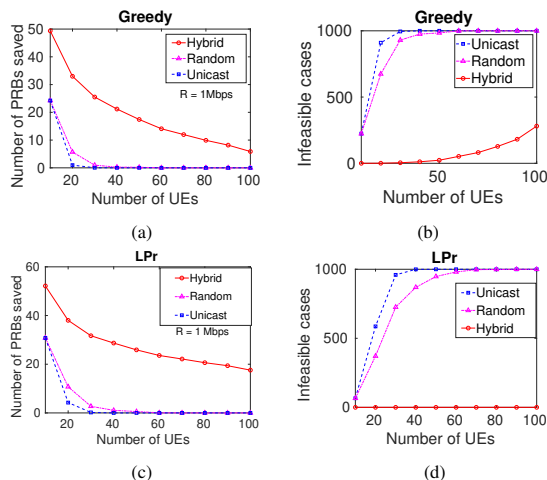 Greedy
Number of PRBs saved
50
40
30
20
10
0
Hybrid
Random
Unicast
R = 1Mbps
20 40 60 80 100
Number of UEs
(a)
Greedy
Infeasible cases
1000
500
0
Unicast
Random
Hybrid
50 100
Number of UEs
(b)
LPr
Number of PRBs saved
60
40
20
0
Hybrid
Random
Unicast
R = 1 Mbps
20 40 60 80 100
Number of UEs
(c)
LPr
Infeasible cases
1000
500
0
Unicast
Random
Hybrid
20 40 60 80 100
Number of UEs
(d)